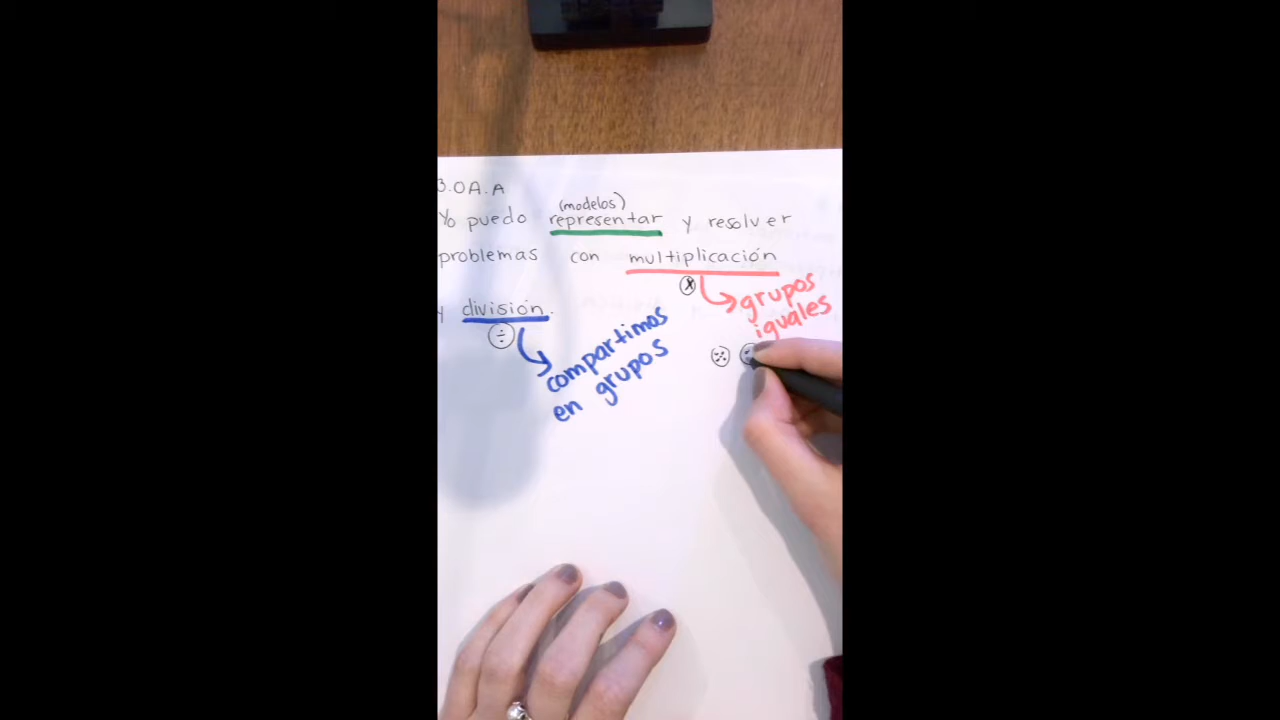 3.OA.A
(modelos)
Yo puedo representar y resolver
problemas con multiplicación
x
grupos
iguales
y división.
÷
compartimos
en grupos